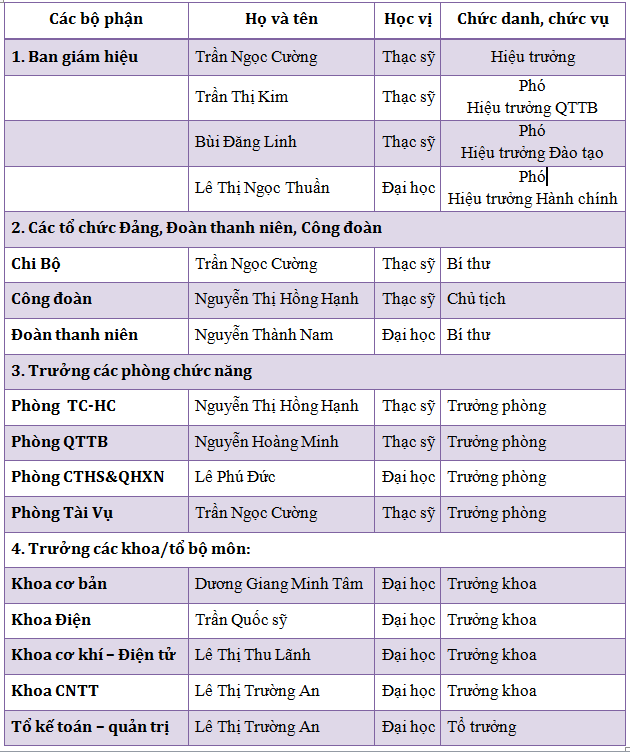 Các bộ phận Họ và tên Học vị Chức danh, chức vụ
1. Ban giám hiệu Trần Ngọc Cường Thạc sỹ Hiệu trưởng
Trần Thị Kim Thạc sỹ Phó
Hiệu trưởng QTTB
Bùi Đăng Linh Thạc sỹ Phó
Hiệu trưởng Đào tạo
Lê Thị Ngọc Thuần Đại học Phó
Hiệu trưởng Hành chính
2. Các tổ chức Đảng, Đoàn thanh niên, Công đoàn
Chi Bộ Trần Ngọc Cường Thạc sỹ Bí thư
Công đoàn Nguyễn Thị Hồng Hạnh Thạc sỹ Chủ tịch
Đoàn thanh niên Nguyễn Thành Nam Đại học Bí thư
3. Trưởng các phòng chức năng
Phòng TC-HC Nguyễn Thị Hồng Hạnh Thạc sỹ Trưởng phòng
Phòng QTTB Nguyễn Hoàng Minh Thạc sỹ Trưởng phòng
Phòng CTHS&QHXN Lê Phú Đức Đại học Trưởng phòng
Phòng Tài Vụ Trần Ngọc Cường Thạc sỹ Trưởng phòng
4. Trưởng các khoa/tổ bộ môn:
Khoa cơ bản Dương Giang Minh Tâm Đại học Trưởng khoa
Khoa Điện Trần Quốc sỹ Đại học Trưởng khoa
Khoa cơ khí – Điện tử Lê Thị Thu Lãnh Đại học Trưởng khoa
Khoa CNTT Lê Thị Trường An Đại học Trưởng khoa
Tổ kế toán – quản trị Lê Thị Trường An Đại học Tổ trưởng